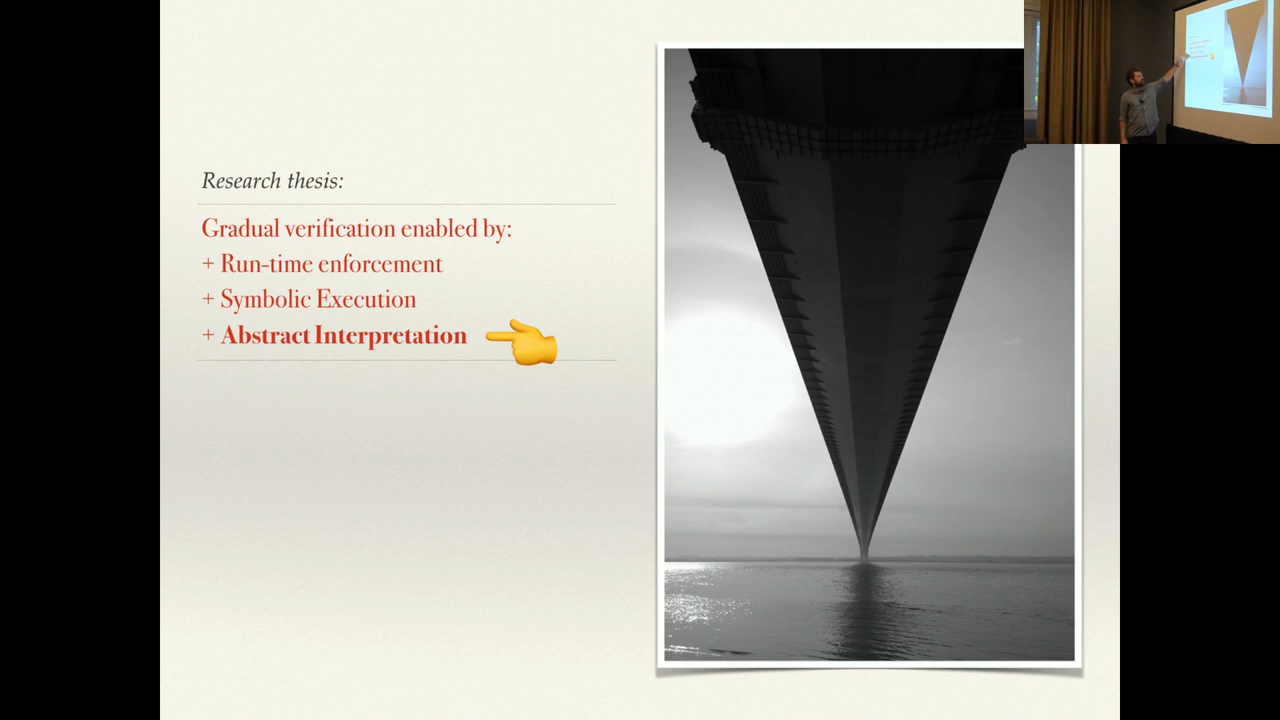 Research thesis:
Gradual verification enabled by:
+ Run-time enforcement
+ Symbolic Execution
+ Abstract Interpretation